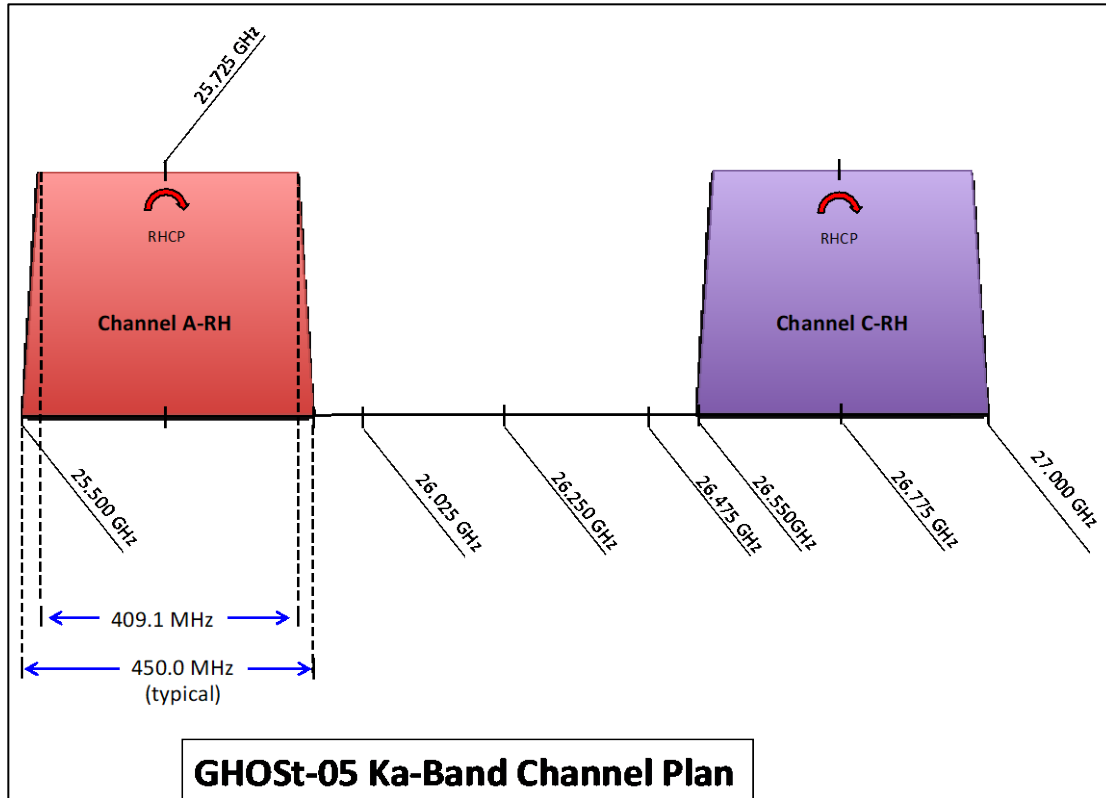 25.725 GHz
RHCP
RHCP
Channel A-RH
Channel C-RH
25.500 GHz
26.025 GHz
26.250 GHz
26.475 GHz
26.550GHz
26.775 GHz
27.000 GHz
409.1 MHz
450.0 MHz
(typical)
GHOSt-05 Ka-Band Channel Plan